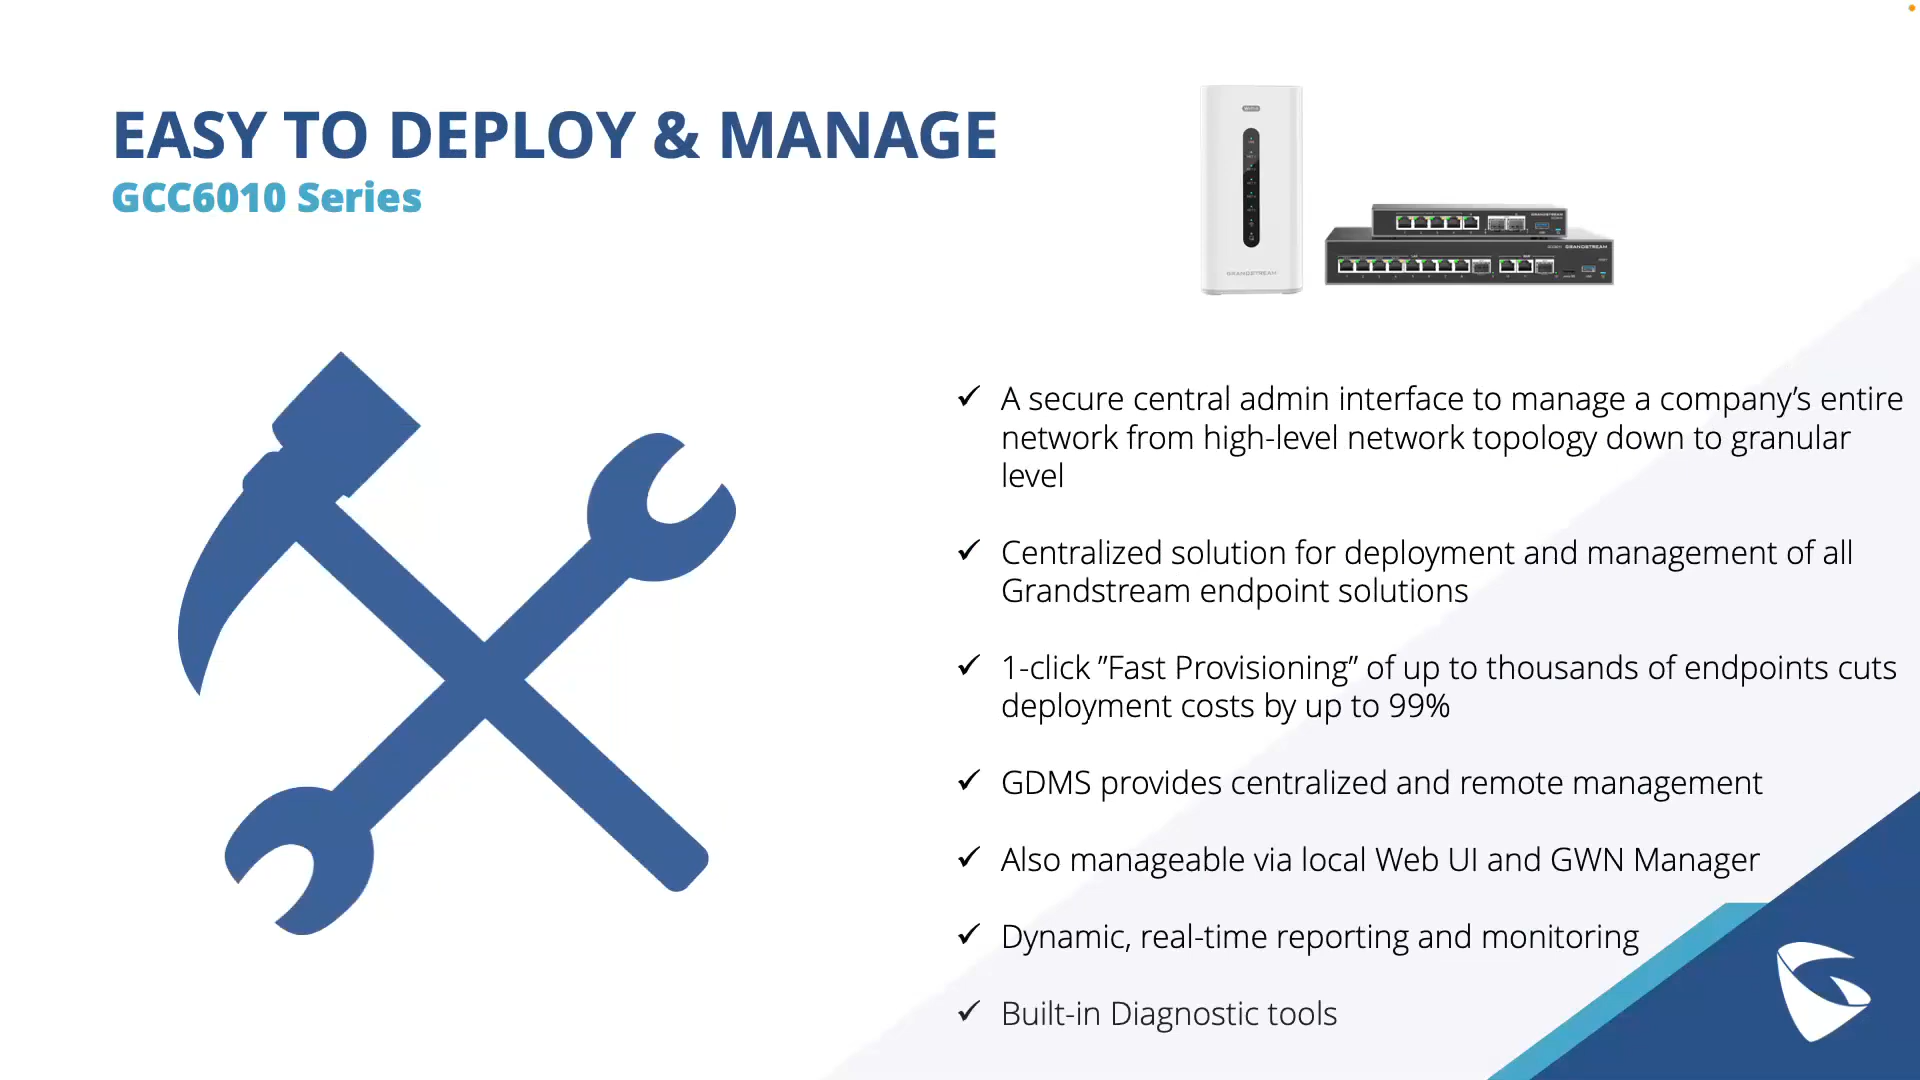 EASY TO DEPLOY & MANAGE
GCC6010 Series
GRANDSTREAM
GRANDSTREAM
GRANDSTREAM
✓ A secure central admin interface to manage a company’s entire
network from high-level network topology down to granular
level
✓ Centralized solution for deployment and management of all
Grandstream endpoint solutions
✓ 1-click ”Fast Provisioning” of up to thousands of endpoints cuts
deployment costs by up to 99%
✓ GDMS provides centralized and remote management
✓ Also manageable via local Web UI and GWN Manager
✓ Dynamic, real-time reporting and monitoring
✓ Built-in Diagnostic tools